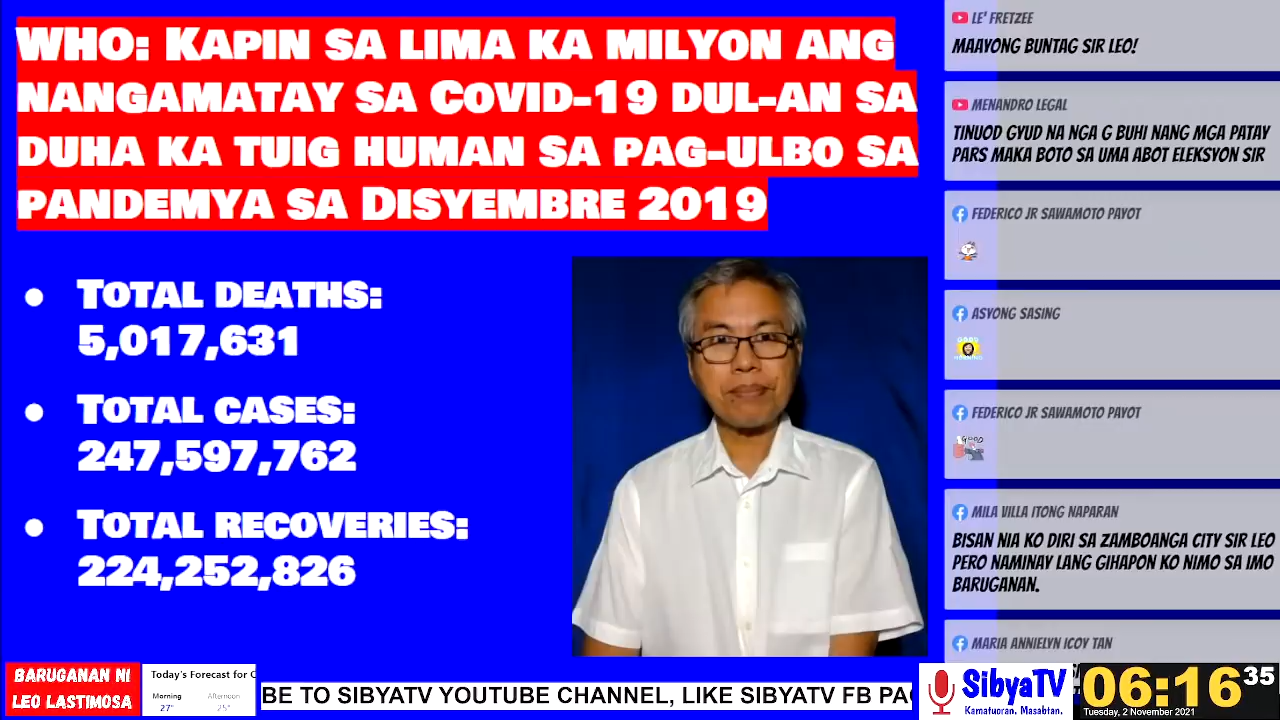 WHO: Kapin sa lima ka milyon ang
nangamatay sa Covid-19 dul-an sa
duha ka tuig human sa pag-ulbo sa
pandemya sa Disyembre 2019
● Total deaths:
5,017,631
● Total cases:
247,597,762
● Total recoveries:
224,252,826
LE' FRETZEE
MAAYONG BUNTAG SIR LEO!
MENANDRO LEGAL
TINUOD GYUD NA NGA G BUHI NANG MGA PATAY
PARS MAKA BOTO SA UMA ABOT ELEKSYON SIR
FEDERICO JR SAWAMOTO PAYOT
ASYONG SASING
GOOD
MORNING
FEDERICO JR SAWAMOTO PAYOT
GOOD
MILA VILLA ITONG NAPARAN
BISAN NIA KO DIRI SA ZAMBOANGA CITY SIR LEO
PERO NAMINAY LANG GIHAPON KO NIMO SA IMO
BARUGANAN.
MARIA ANNIELYN ICOY TAN
BARUGANAN NI
LEO LASTIMOSA
Today's Forecast for C
Morning Afternoon
27° 25°
BE TO SIBYATV YOUTUBE CHANNEL, LIKE SIBYATV FB PAG
SibyaTV
Kamatuoran. Masabtan.
06:16 35
Tuesday, 2 November 2021